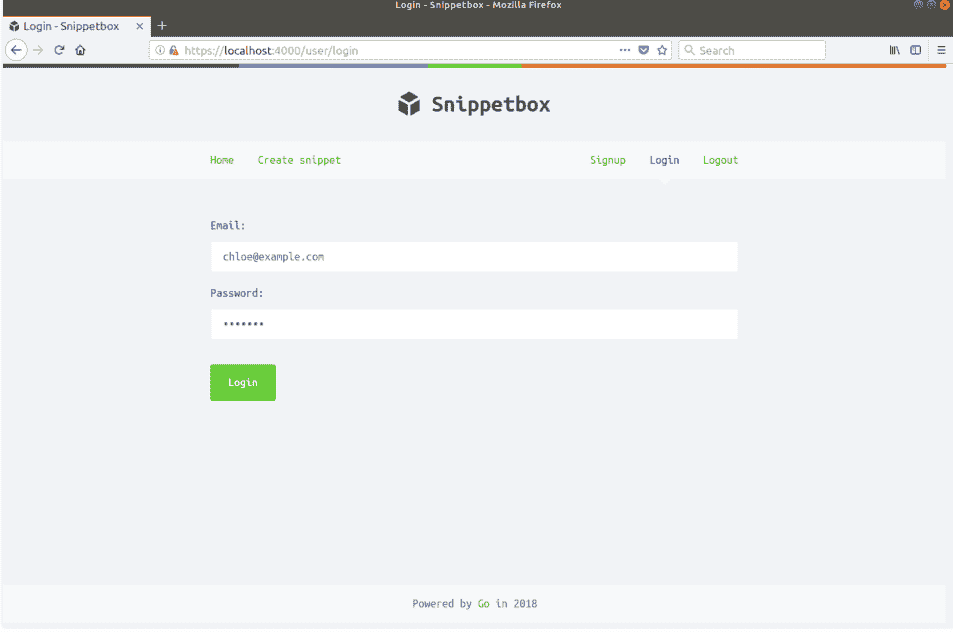 Login - Snippetbox - Mozilla Firefox
Login - Snippetbox
https://localhost:4000/user/login
Search
Snippetbox
Home Create snippet Signup Login Logout
Email:
chloe@example.com
Password:
*******
Login
Powered by Go in 2018